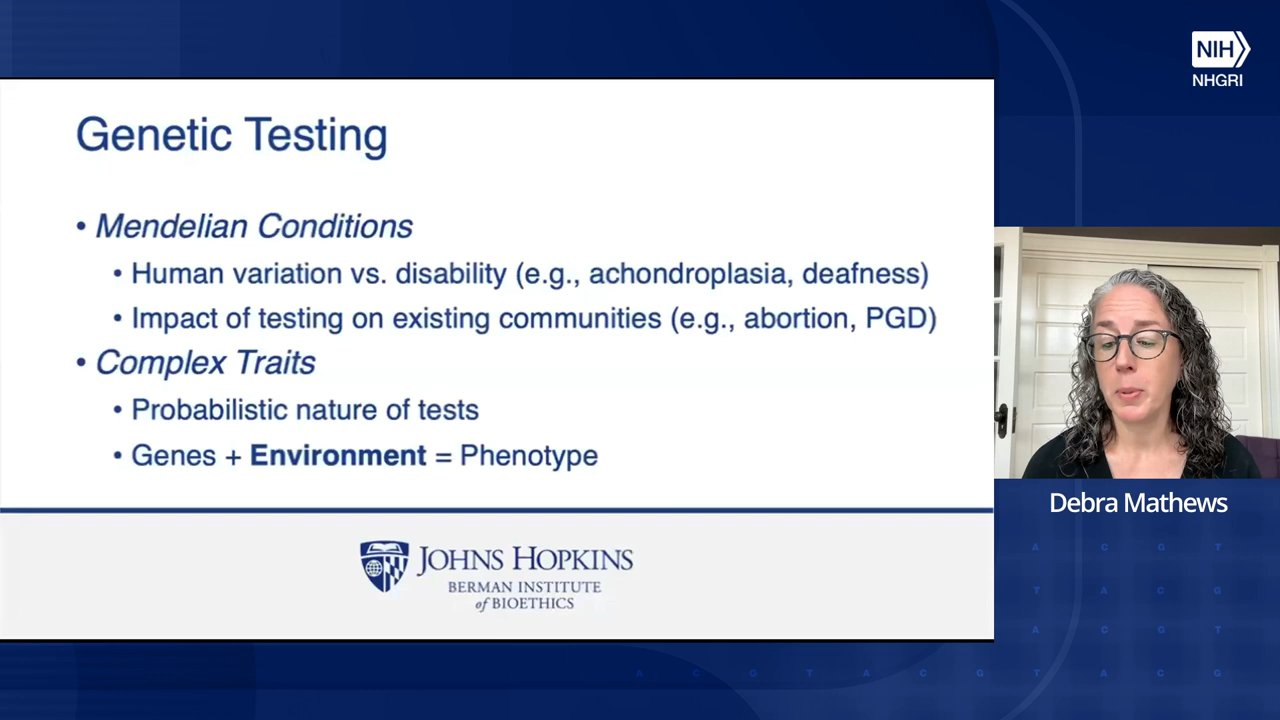 NIH
NHGRI
Genetic Testing
• Mendelian Conditions
• Human variation vs. disability (e.g., achondroplasia, deafness)
• Impact of testing on existing communities (e.g., abortion, PGD)
• Complex Traits
• Probabilistic nature of tests
• Genes + Environment = Phenotype
Debra Mathews
JOHNS HOPKINS
BERMAN INSTITUTE
of BIOETHICS
A C G T
T A C G
A C G T
A C G T A C G T A C G